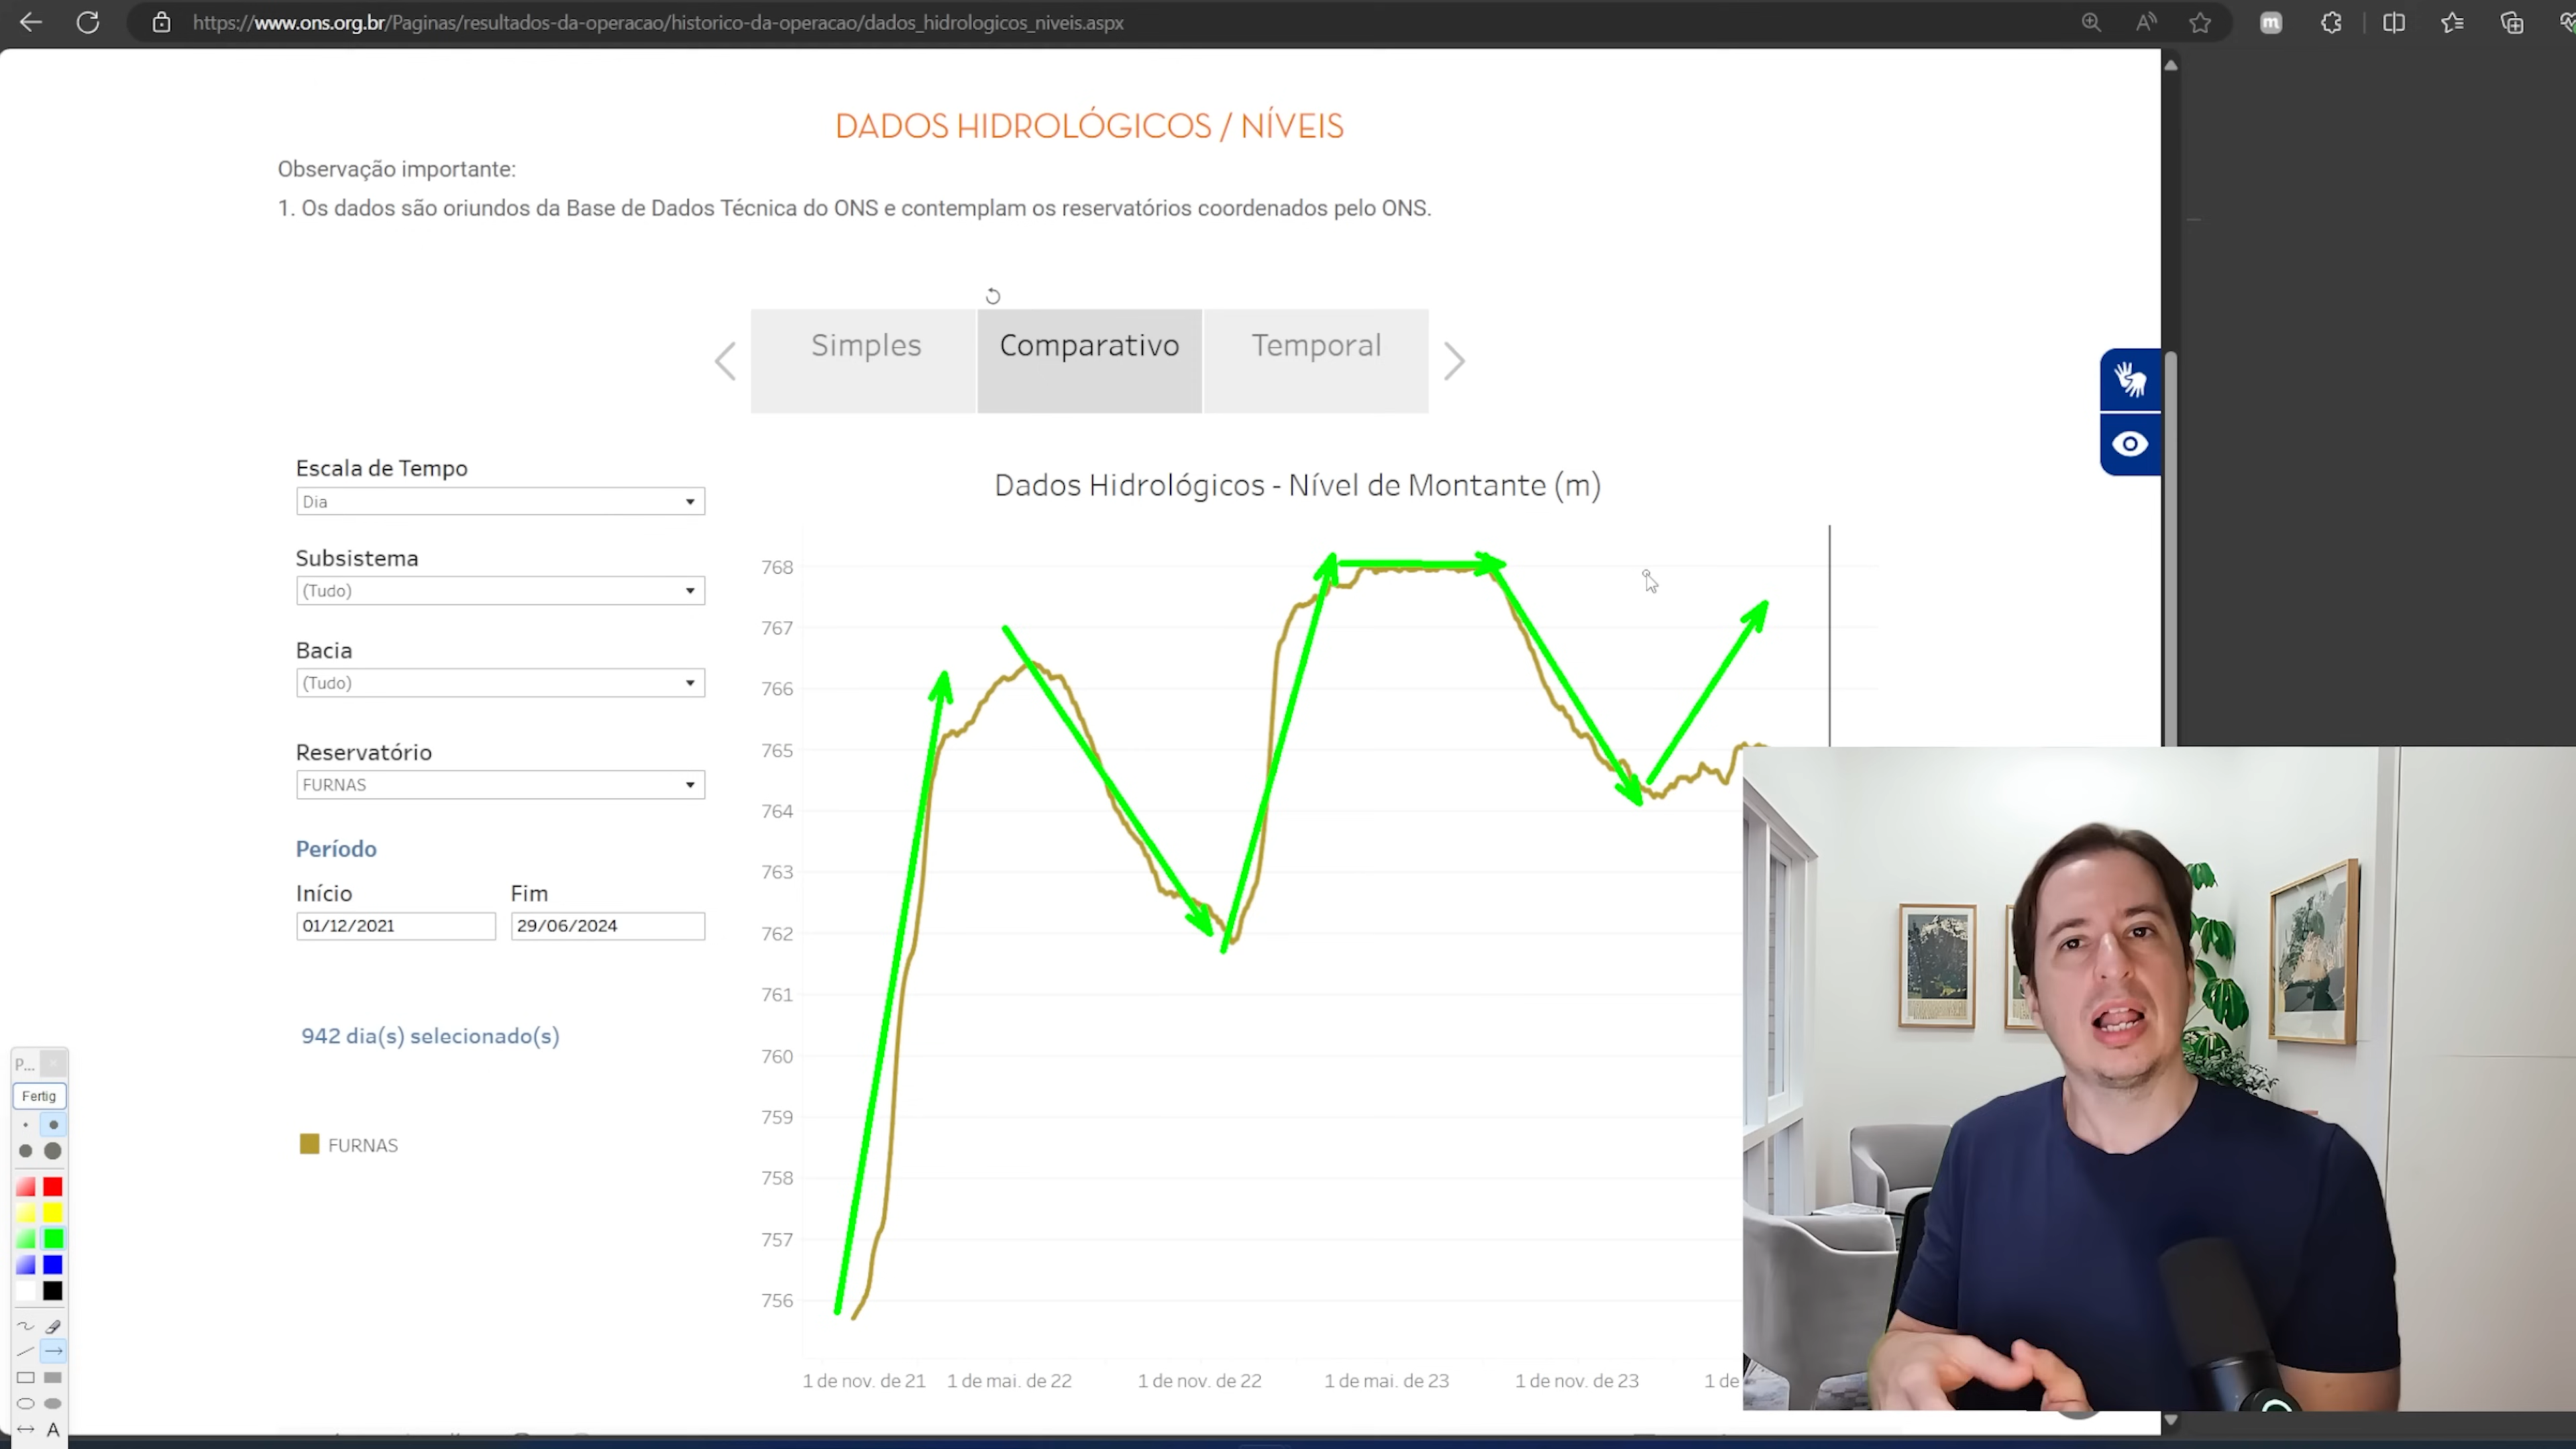 https://www.ons.org.br/Paginas/resultados-da-operacao/historico-da-operacao/dados_hidrologicos_niveis.aspx
DADOS HIDROLÓGICOS / NÍVEIS
Observação importante:
1. Os dados são oriundos da Base de Dados Técnica do ONS e contemplam os reservatórios coordenados pelo ONS.
Simples
Comparativo
Temporal
Escala de Tempo
Dia
Subsistema
(Tudo)
Bacia
(Tudo)
Reservatório
FURNAS
Período
Início
Fim
01/12/2021
29/06/2024
942 dia(s) selecionado(s)
FURNAS
Dados Hidrológicos - Nível de Montante (m)
768
767
766
765
764
763
762
761
760
759
758
757
756
1 de nov. de 21
1 de mai. de 22
1 de nov. de 22
1 de mai. de 23
1 de nov. de 23
1 de
P...
Fertig
A